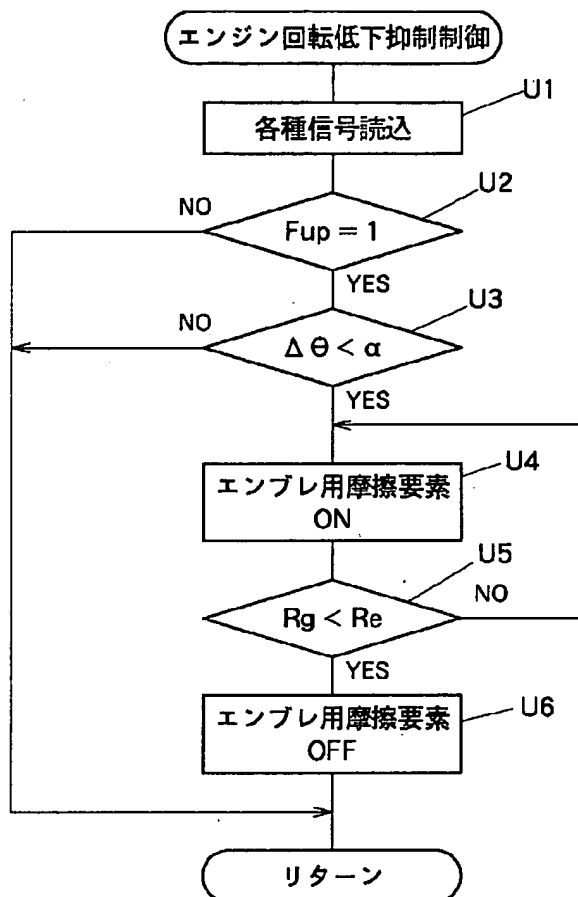 エンジン回転低下抑制制御
U1
各種信号読込
U2
NO
Fup = 1
YES
U3
NO
Δθ < α
YES
U4
エンブレ用摩擦要素
ON
U5
Rg < Re
NO
YES
U6
エンブレ用摩擦要素
OFF
リターン